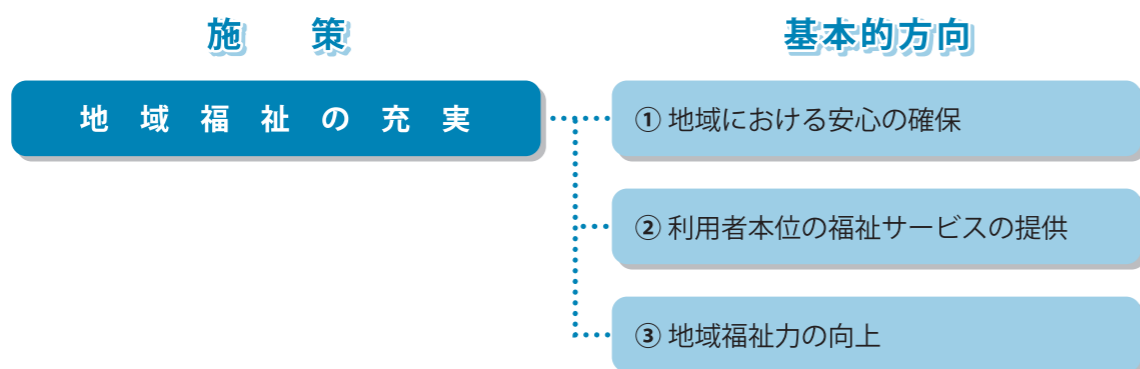 施　策
基本的方向
地域福祉の充実
① 地域における安心の確保
② 利用者本位の福祉サービスの提供
③ 地域福祉力の向上